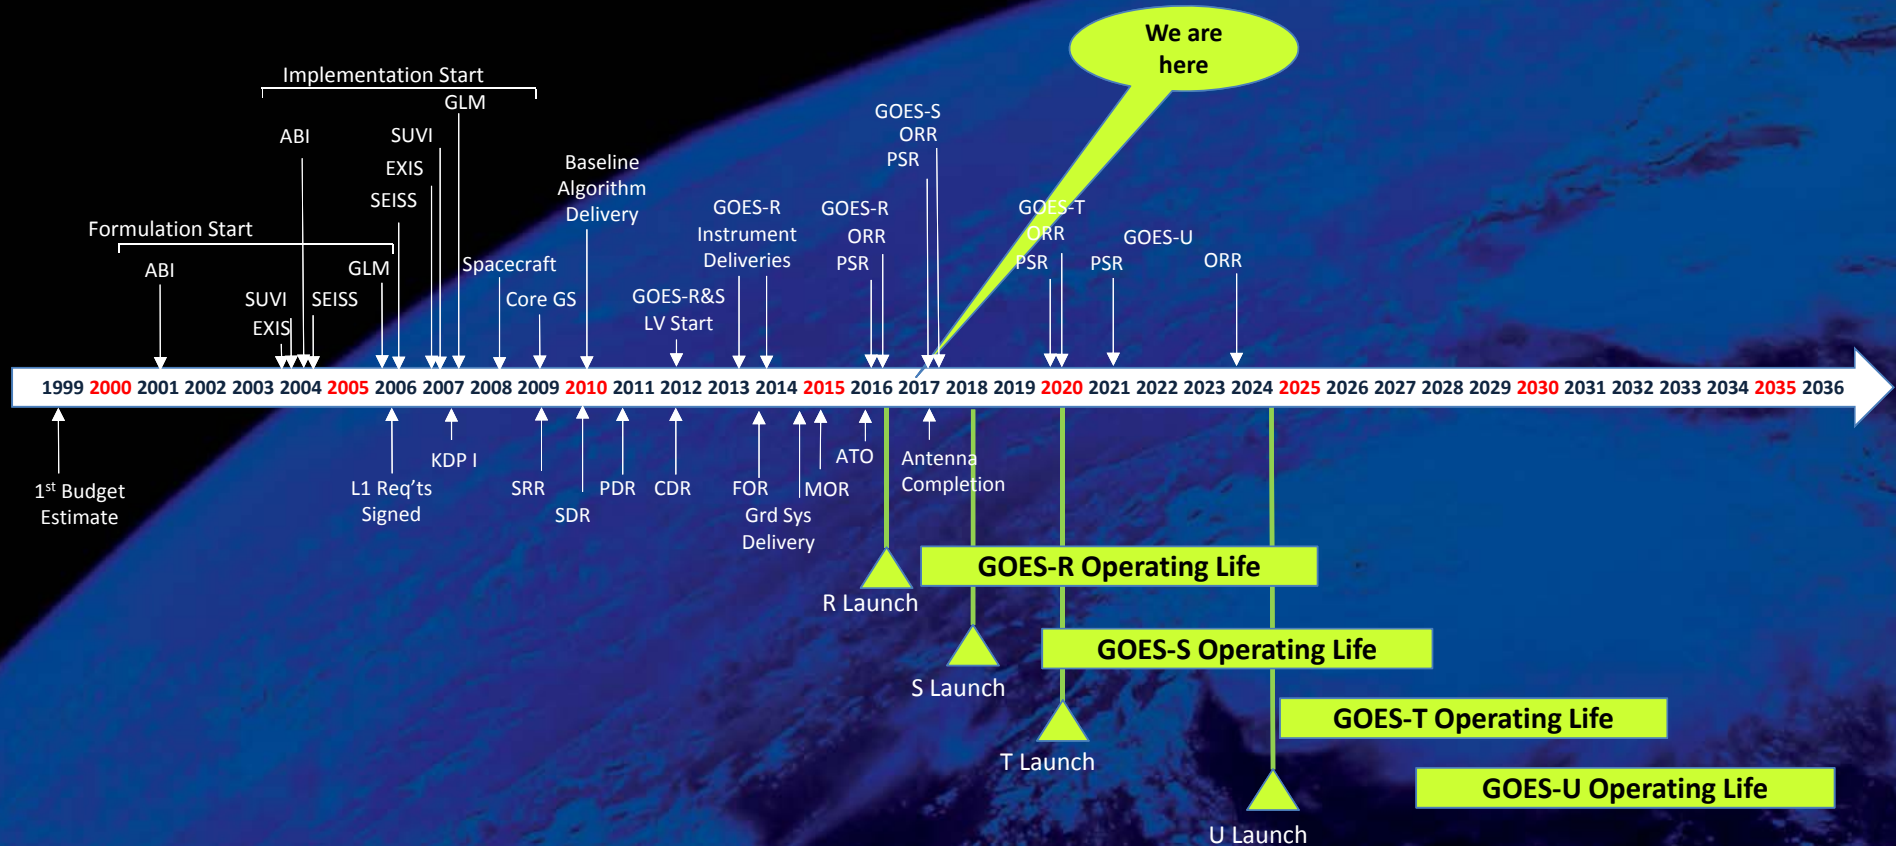 We are
here
Implementation Start
GLM
ABI
SUVI
EXIS
SEISS
Formulation Start
ABI
GLM
SUVI
SEISS
EXIS
Spacecraft
Core GS
Baseline
Algorithm
Delivery
GOES-R&S
LV Start
GOES-R
Instrument
Deliveries
GOES-R
ORR
PSR
GOES-S
ORR
PSR
GOES-T
ORR
PSR
GOES-U
PSR
ORR
1999 2000 2001 2002 2003 2004 2005 2006 2007 2008 2009 2010 2011 2012 2013 2014 2015 2016 2017 2018 2019 2020 2021 2022 2023 2024 2025 2026 2027 2028 2029 2030 2031 2032 2033 2034 2035 2036
1st Budget
Estimate
L1 Req'ts
Signed
KDP I
SRR
SDR
PDR
CDR
FOR
Grd Sys
Delivery
MOR
ATO
Antenna
Completion
R Launch
GOES-R Operating Life
S Launch
GOES-S Operating Life
T Launch
GOES-T Operating Life
U Launch
GOES-U Operating Life